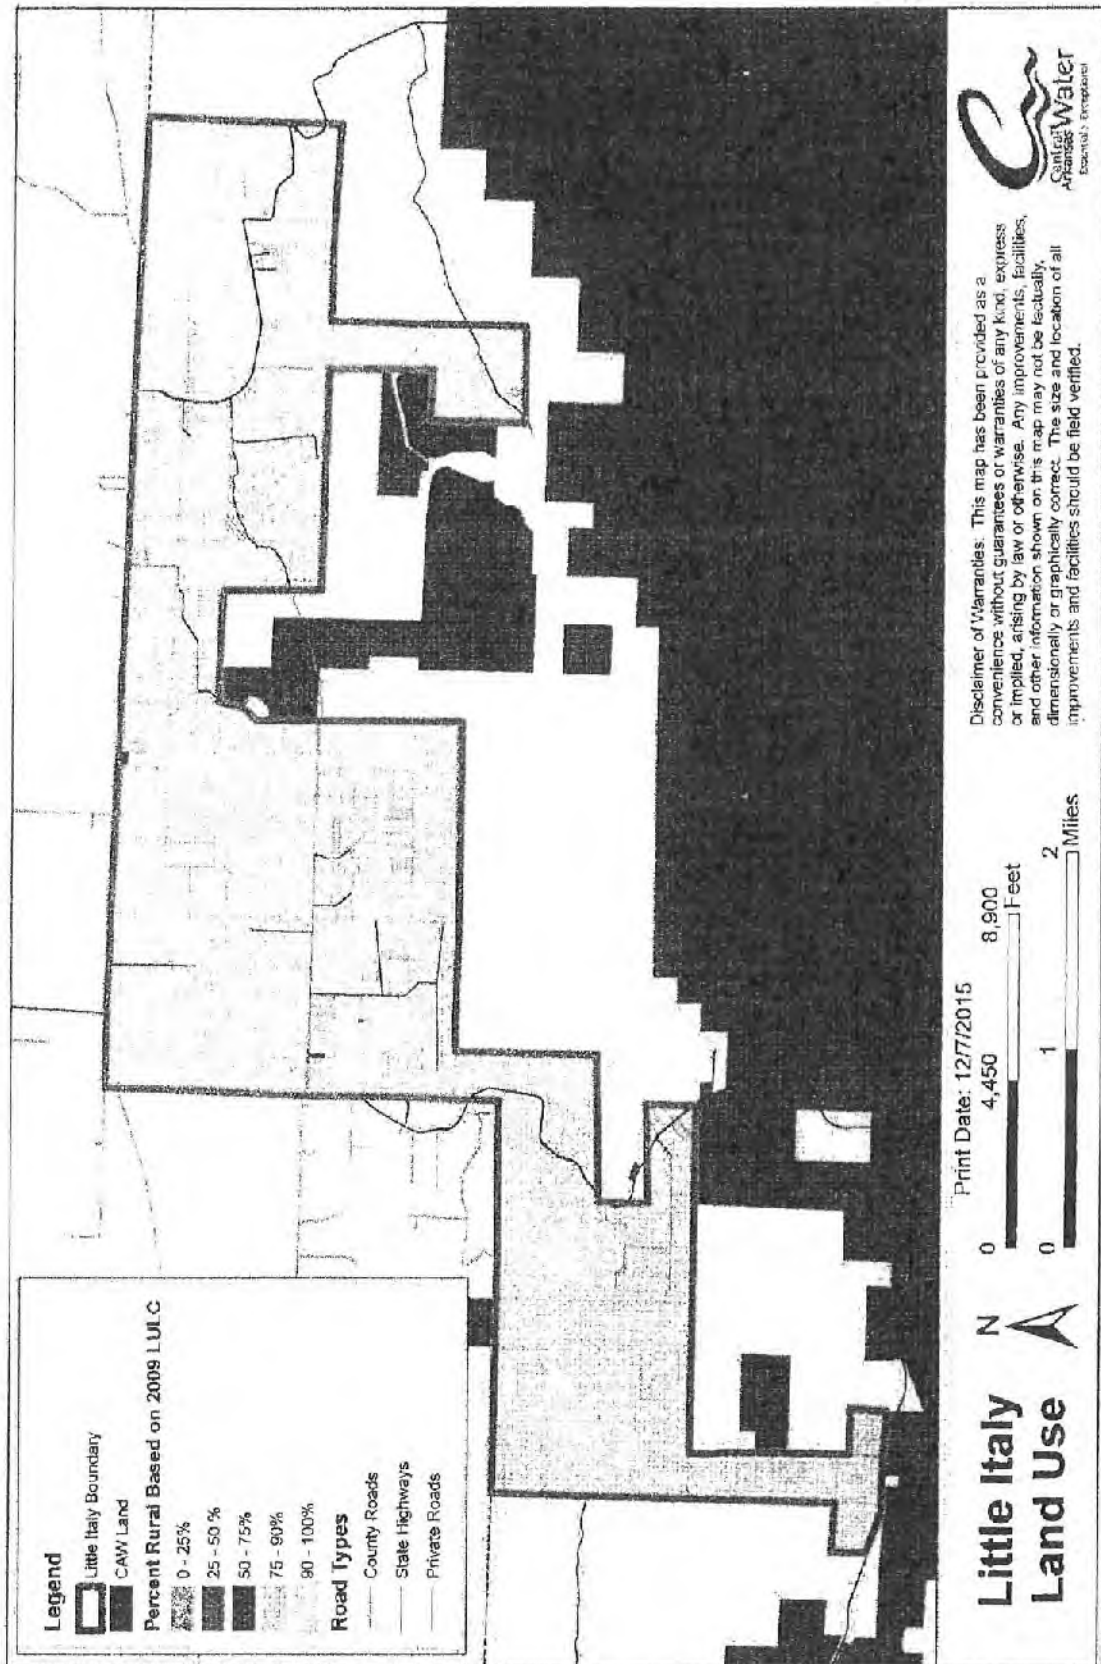 Legend
Little Italy Boundary
CAW Land
Percent Rural Based on 2009 LULC
0 - 25%
25 - 50 %
50 - 75%
75 - 90%
90 - 100%
Road Types
County Roads
State Highways
Private Roads
Little Italy
Land Use
N
Print Date: 12/7/2015
0 4,450 8,900
Feet
0 1 2
Miles
Disclaimer of Warranties: This map has been provided as a
convenience without guarantees or warranties of any kind, express
or implied, arising by law or otherwise. Any improvements, facilities,
and other information shown on this map may not be factually,
dimensionally or graphically correct. The size and location of all
improvements and facilities should be field verified.
Central
Arkansas Water